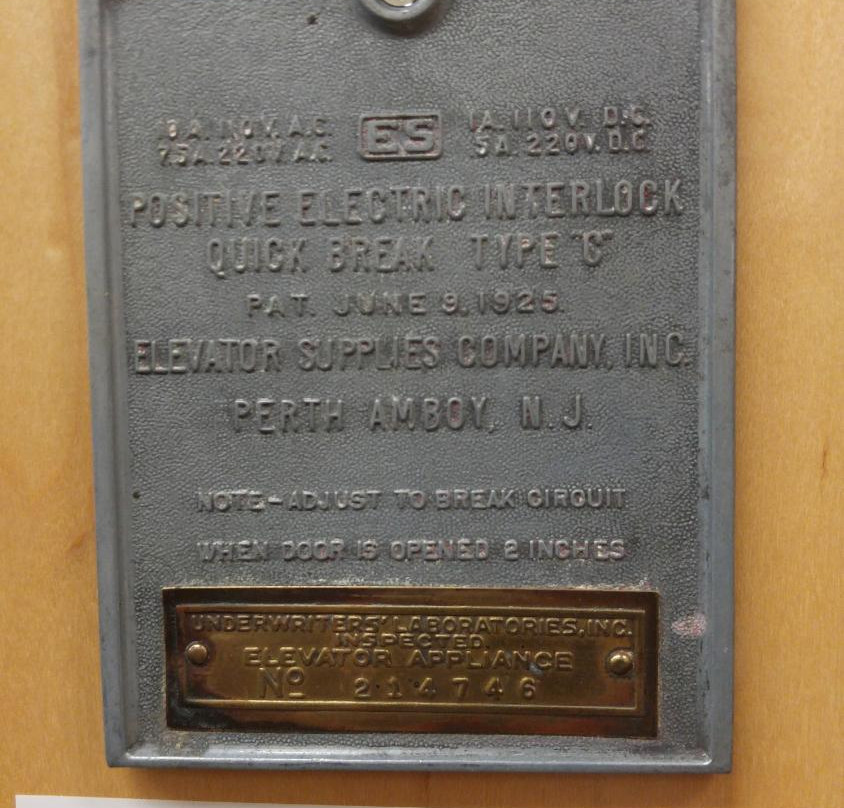 A. 110V. A.C. ES 1A. 110V. D.C.
7.5A. 220V. A.C. .5A. 220V. D.C.
POSITIVE ELECTRIC INTERLOCK
QUICK BREAK TYPE
PAT. JUNE 9, 1925.
ELEVATOR SUPPLIES COMPANY, INC.
PERTH AMBOY, N.J.
NOTE-ADJUST TO BREAK CIRCUIT
WHEN DOOR IS OPENED 2 INCHES
UNDERWRITERS' LABORATORIES, INC.
INSPECTED
ELEVATOR APPLIANCE
No 214746